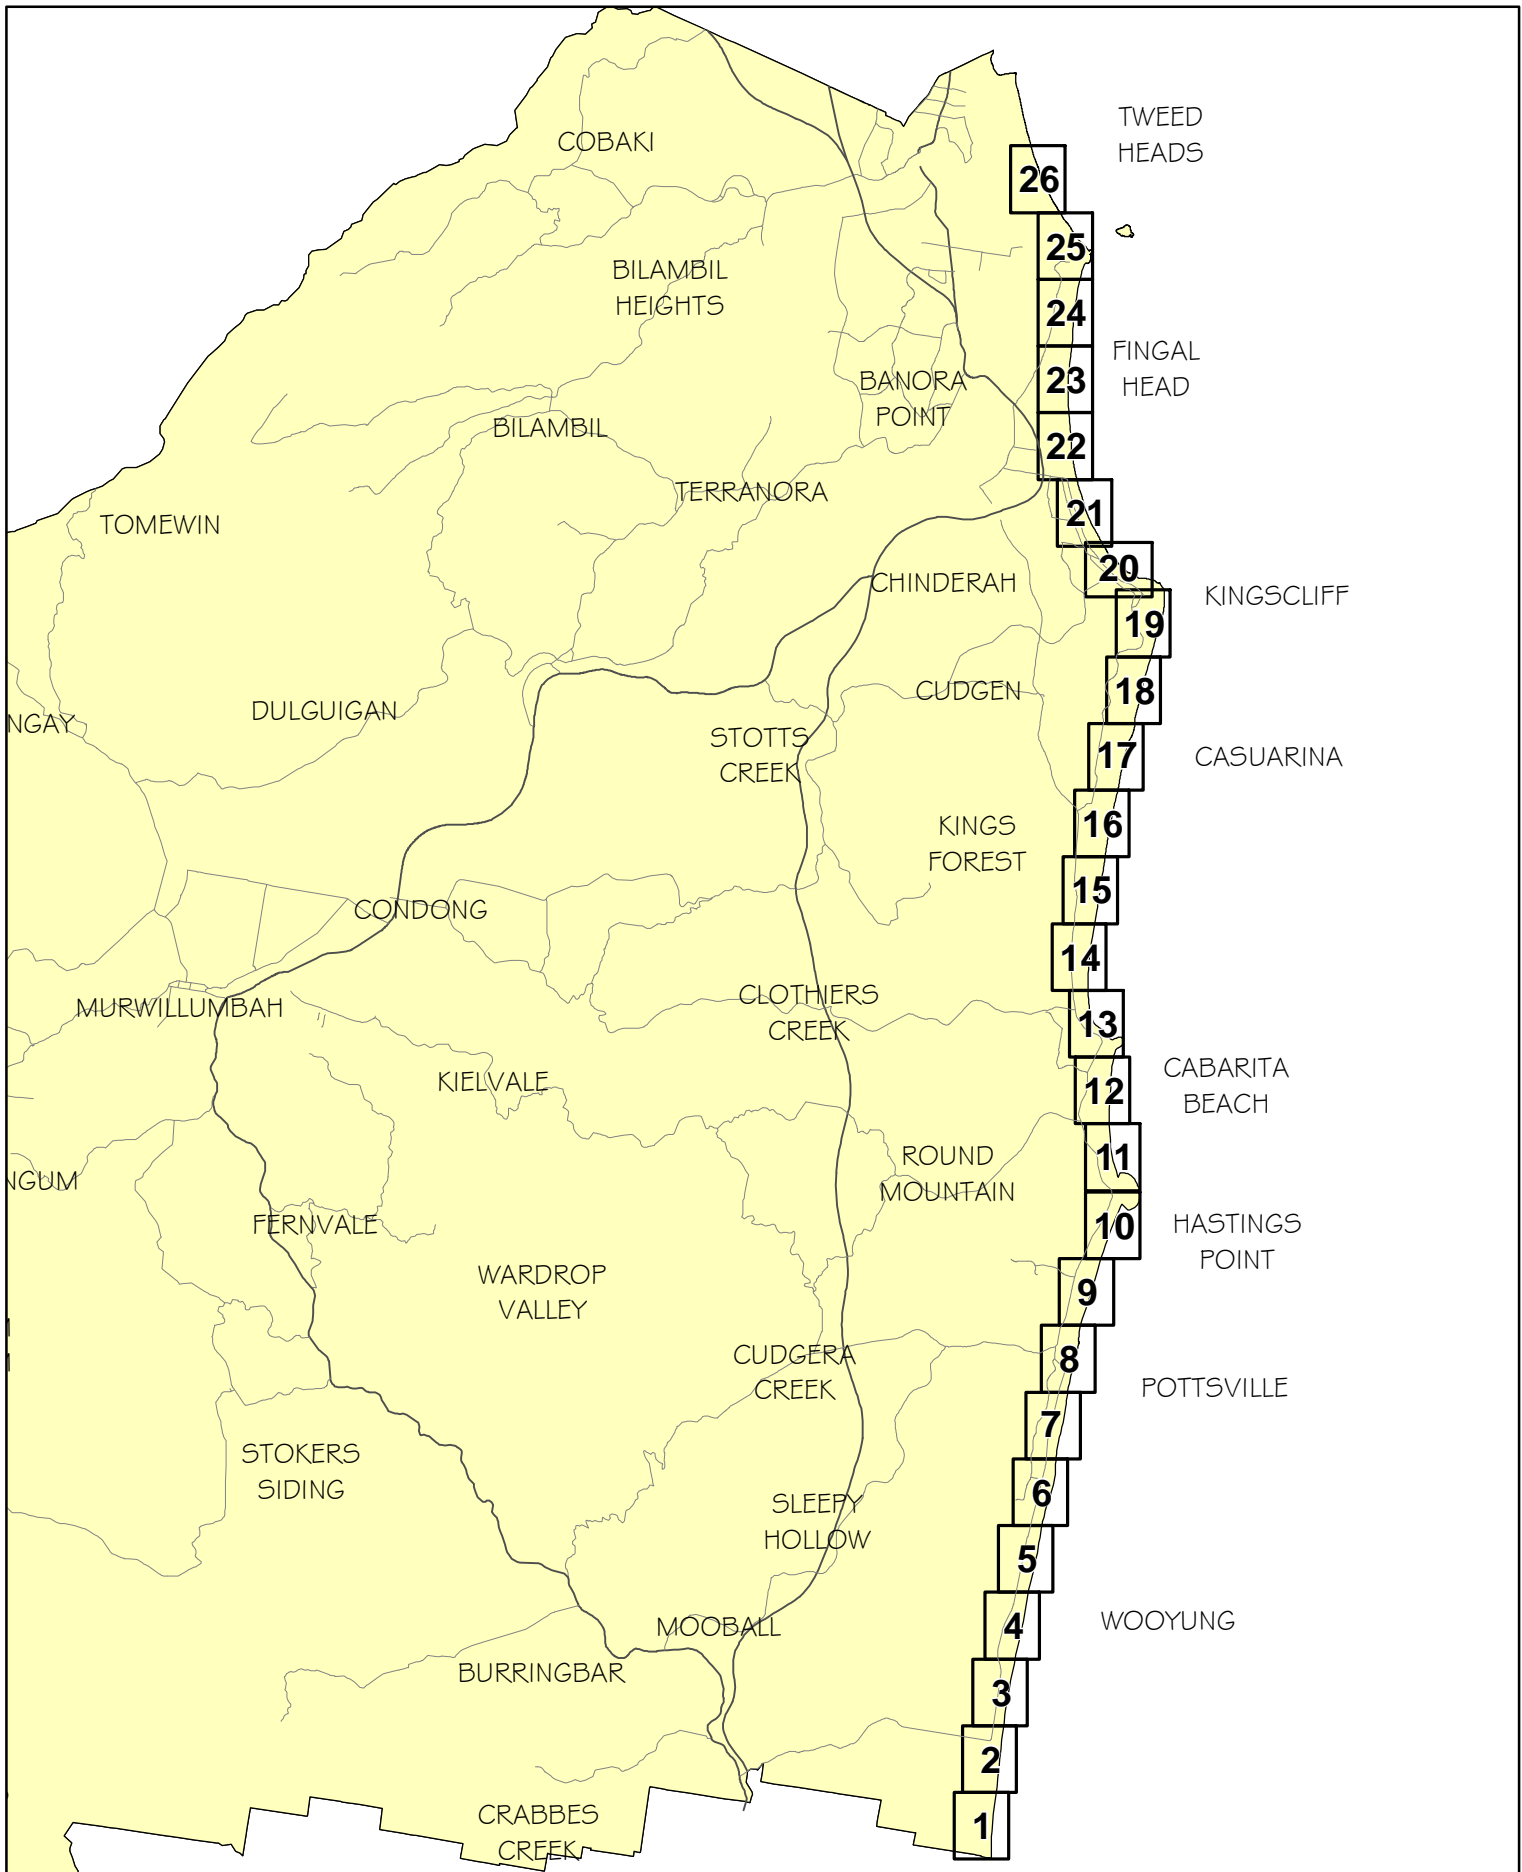 TWEED
HEADS
COBAKI
26
25
BILAMBIL
HEIGHTS
24
FINGAL
HEAD
23
BANORA
POINT
BILAMBIL
22
TERRANORA
21
TOMEWIN
20
CHINDERAH
KINGSCLIFF
19
18
CUDGEN
DULGUIGAN
NGAY
STOTTS
CREEK
17
CASUARINA
16
KINGS
FOREST
15
CONDONG
14
CLOTHIERS
CREEK
MURWILLUMBAH
13
CABARITA
BEACH
KIELVALE
12
11
ROUND
MOUNTAIN
NGUM
FERNVALE
10
HASTINGS
POINT
WARDROP
VALLEY
9
CUDGERA
CREEK
8
POTTSVILLE
7
STOKERS
SIDING
6
SLEEPY
HOLLOW
5
4
WOOYUNG
MOOBALL
BURRINGBAR
3
2
CRABBES
CREEK
1